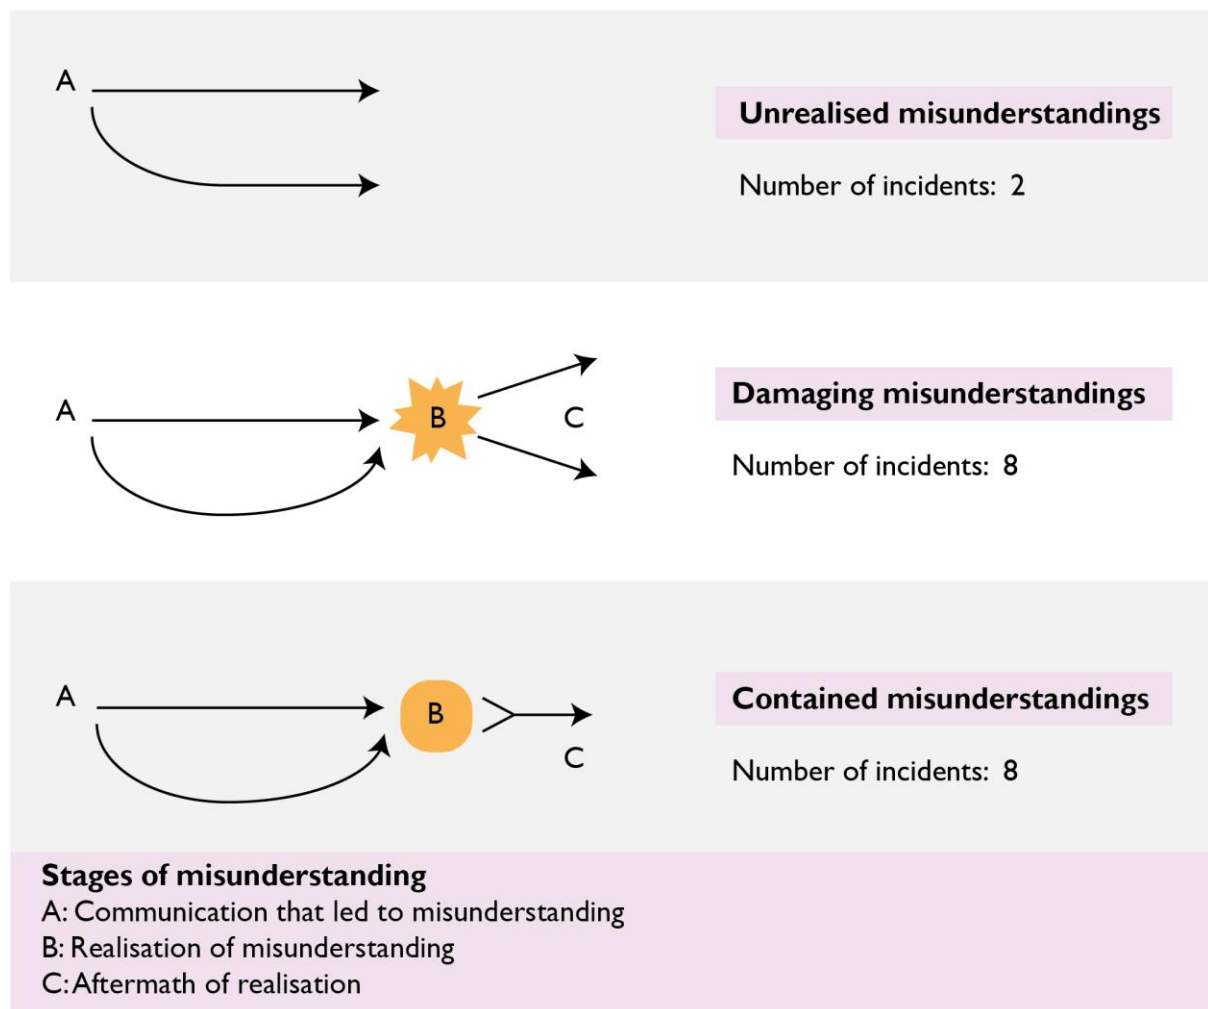 A
Unrealised misunderstandings
Number of incidents: 2
A
B
C
Damaging misunderstandings
Number of incidents: 8
A
B
C
Contained misunderstandings
Number of incidents: 8
Stages of misunderstanding
A: Communication that led to misunderstanding
B: Realisation of misunderstanding
C: Aftermath of realisation